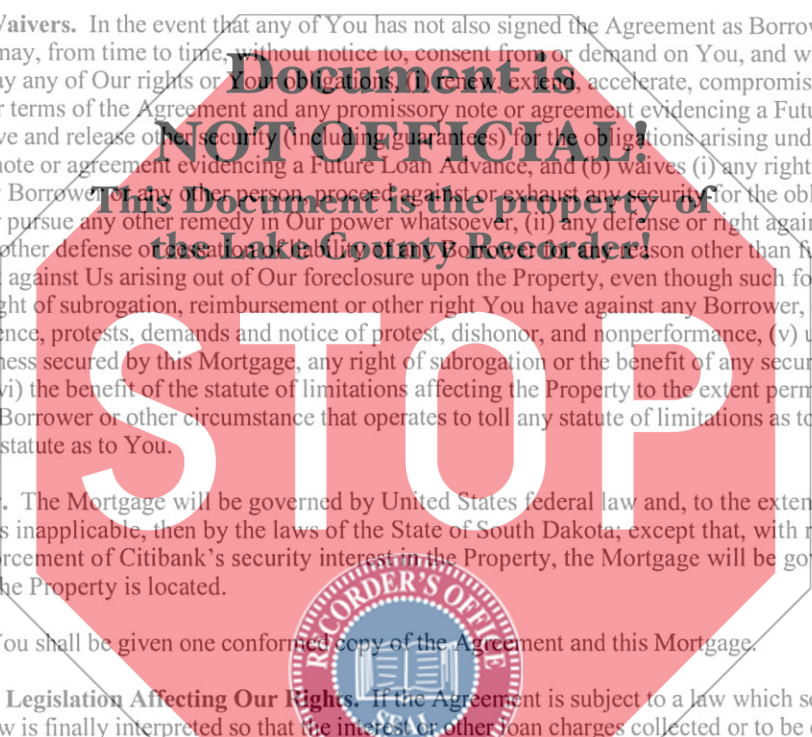 Waivers. In the event that any of You has not also signed the Agreement as Borrow
may, from time to time, without notice to, consent from or demand on You, and w
ay any of Our rights or Your obligations, (i) renew, extend, accelerate, compromis
r terms of the Agreement and any promissory note or agreement evidencing a Futu
ve and release other security (including guarantees) for the obligations arising und
note or agreement evidencing a Future Loan Advance, and (b) waives (i) any right
Borrower or any other person, proceed against or exhaust any security for the ob
r pursue any other remedy in Our power whatsoever, (ii) any defense or right again
other defense or cessation of liability of any Borrower for any reason other than fu
against Us arising out of Our foreclosure upon the Property, even though such fo
ght of subrogation, reimbursement or other right You have against any Borrower,
ence, protests, demands and notice of protest, dishonor, and nonperformance, (v) u
ness secured by this Mortgage, any right of subrogation or the benefit of any secur
vi) the benefit of the statute of limitations affecting the Property to the extent perm
Borrower or other circumstance that operates to toll any statute of limitations as to
statute as to You.
. The Mortgage will be governed by United States federal law and, to the exten
s inapplicable, then by the laws of the State of South Dakota; except that, with r
rcement of Citibank's security interest in the Property, the Mortgage will be gov
he Property is located.
You shall be given one conformed copy of the Agreement and this Mortgage.
Legislation Affecting Our Rights. If the Agreement is subject to a law which s
w is finally interpreted so that the interest or other loan charges collected or to be
Document is
NOT OFFICIAL!
This Document is the property of
the Lake County Recorder!
STOP
RECORDER'S OFFICE
SEAL